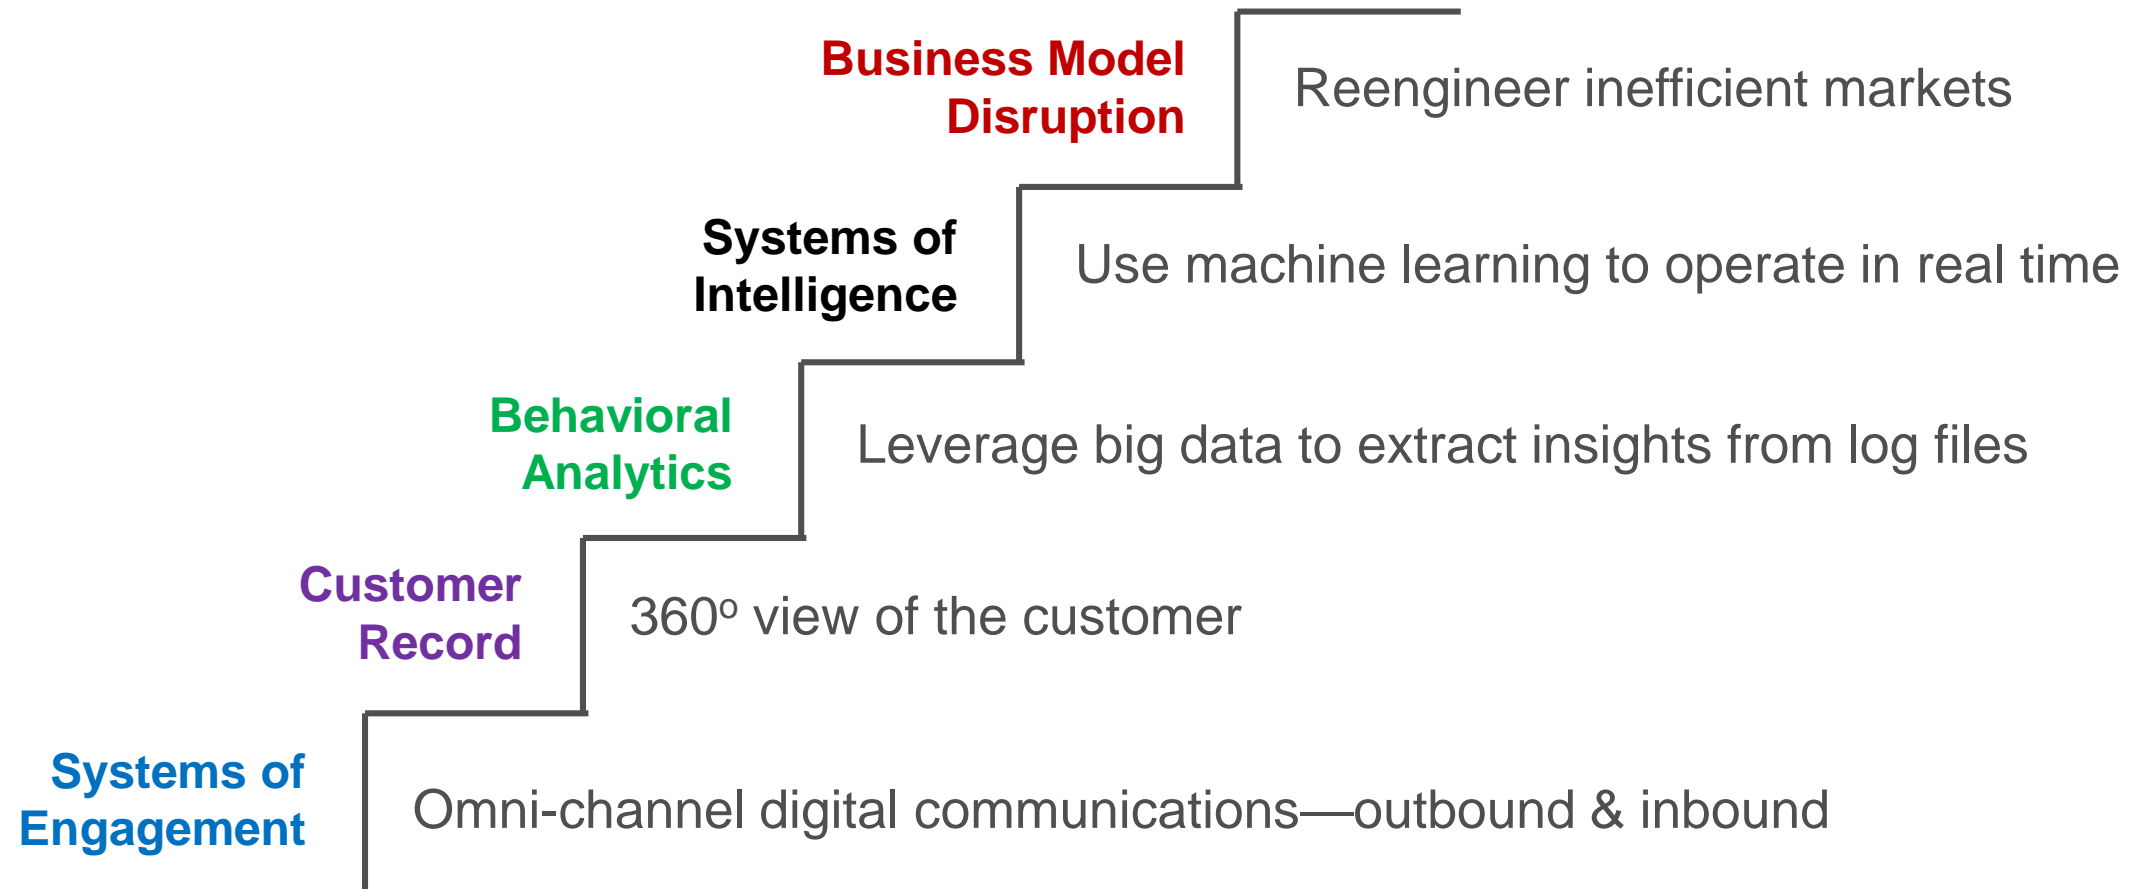 Business Model
Disruption
Reengineer inefficient markets
Systems of
Intelligence
Use machine learning to operate in real time
Behavioral
Analytics
Leverage big data to extract insights from log files
Customer
Record
360º view of the customer
Systems of
Engagement
Omni-channel digital communications—outbound & inbound